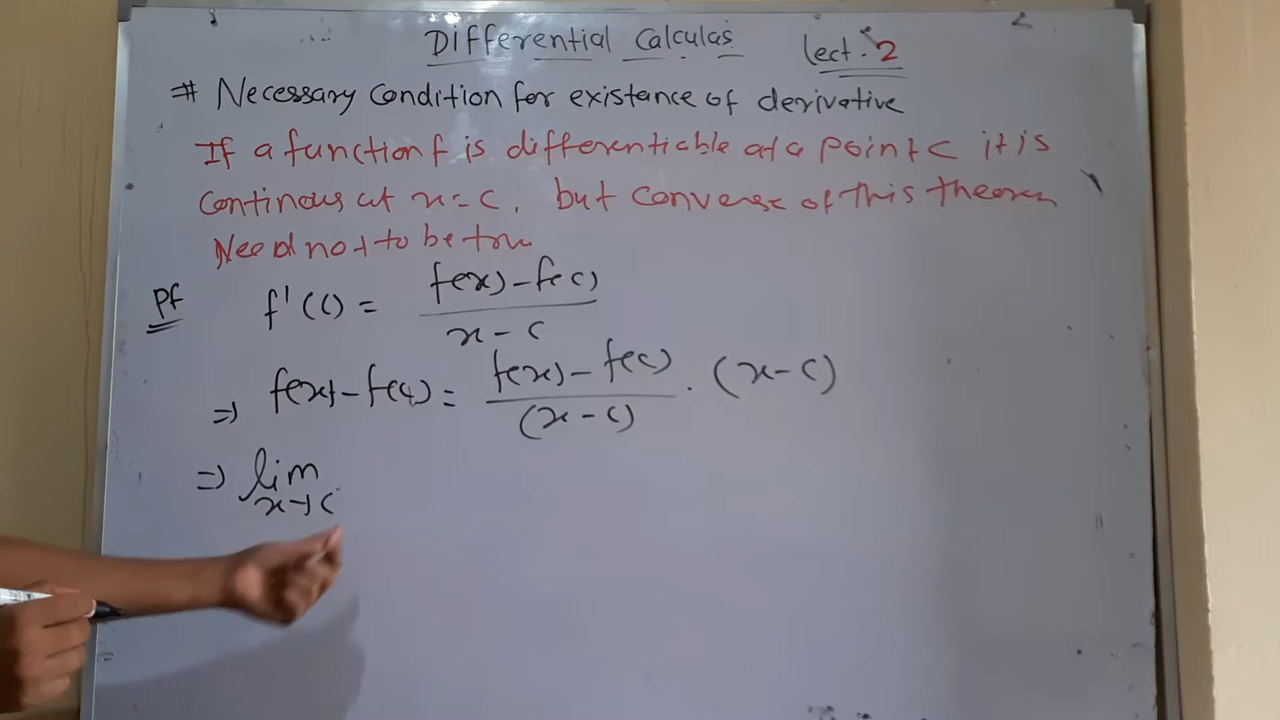 Differential Calculas Lect. 2
# Necessary Condition for existance of derivative
If a function f is differentiable at a point c it is
Continous at x = c, but converse of this theorem
Need not to be true
Pf f'(c) = f(x) - f(c) / x - c
=> f(x) - f(c) = f(x) - f(c) / (x - c) . (x - c)
=> lim x→c